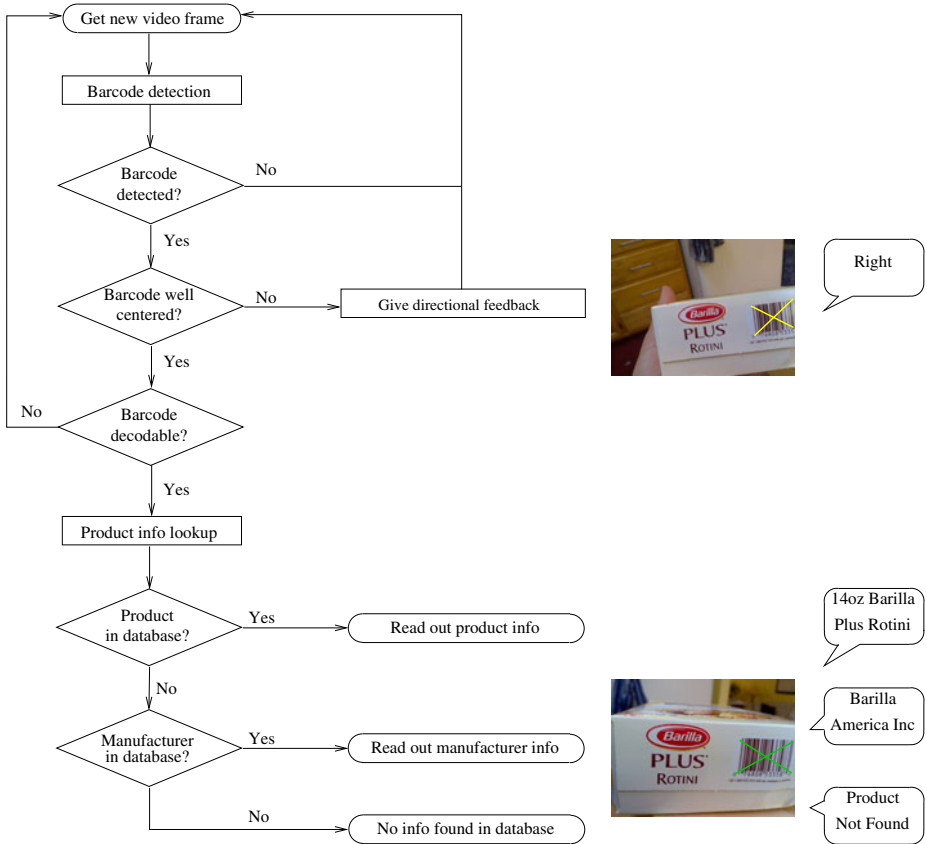 Get new video frame
Barcode detection
Barcode
detected?
No
Yes
Barcode well
centered?
No
Give directional feedback
Right
Barilla
PLUS
ROTINI
Yes
No
Barcode
decodable?
Yes
Product info lookup
Product
in database?
Yes
Read out product info
14oz Barilla
Plus Rotini
No
Manufacturer
in database?
Yes
Read out manufacturer info
Barilla
PLUS
ROTINI
Barilla
America Inc
No
No info found in database
Product
Not Found